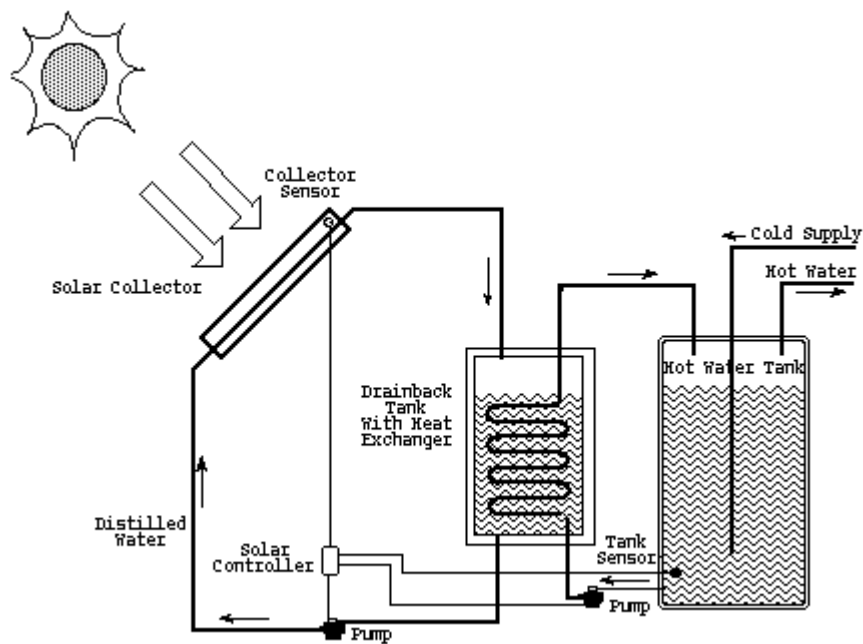 Collector
Sensor
Solar Collector
Cold Supply
Hot Water
Hot Water Tank
Drainback
Tank
With Heat
Exchanger
Distilled
Water
Solar
Controller
Tank
Sensor
Pump
Pump